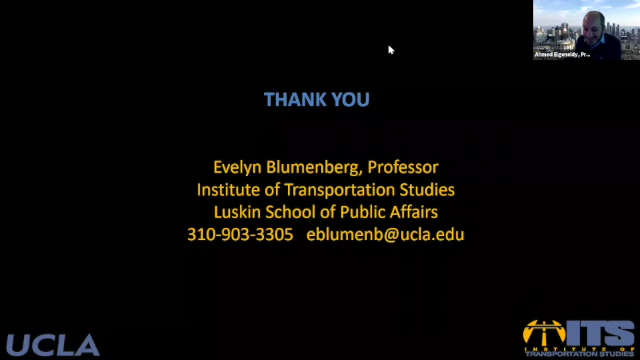 Ahmed Elgeneidy, Pr...
THANK YOU
Evelyn Blumenberg, Professor
Institute of Transportation Studies
Luskin School of Public Affairs
310-903-3305 eblumenb@ucla.edu
UCLA
ITS
INSTITUTE OF
TRANSPORTATION STUDIES